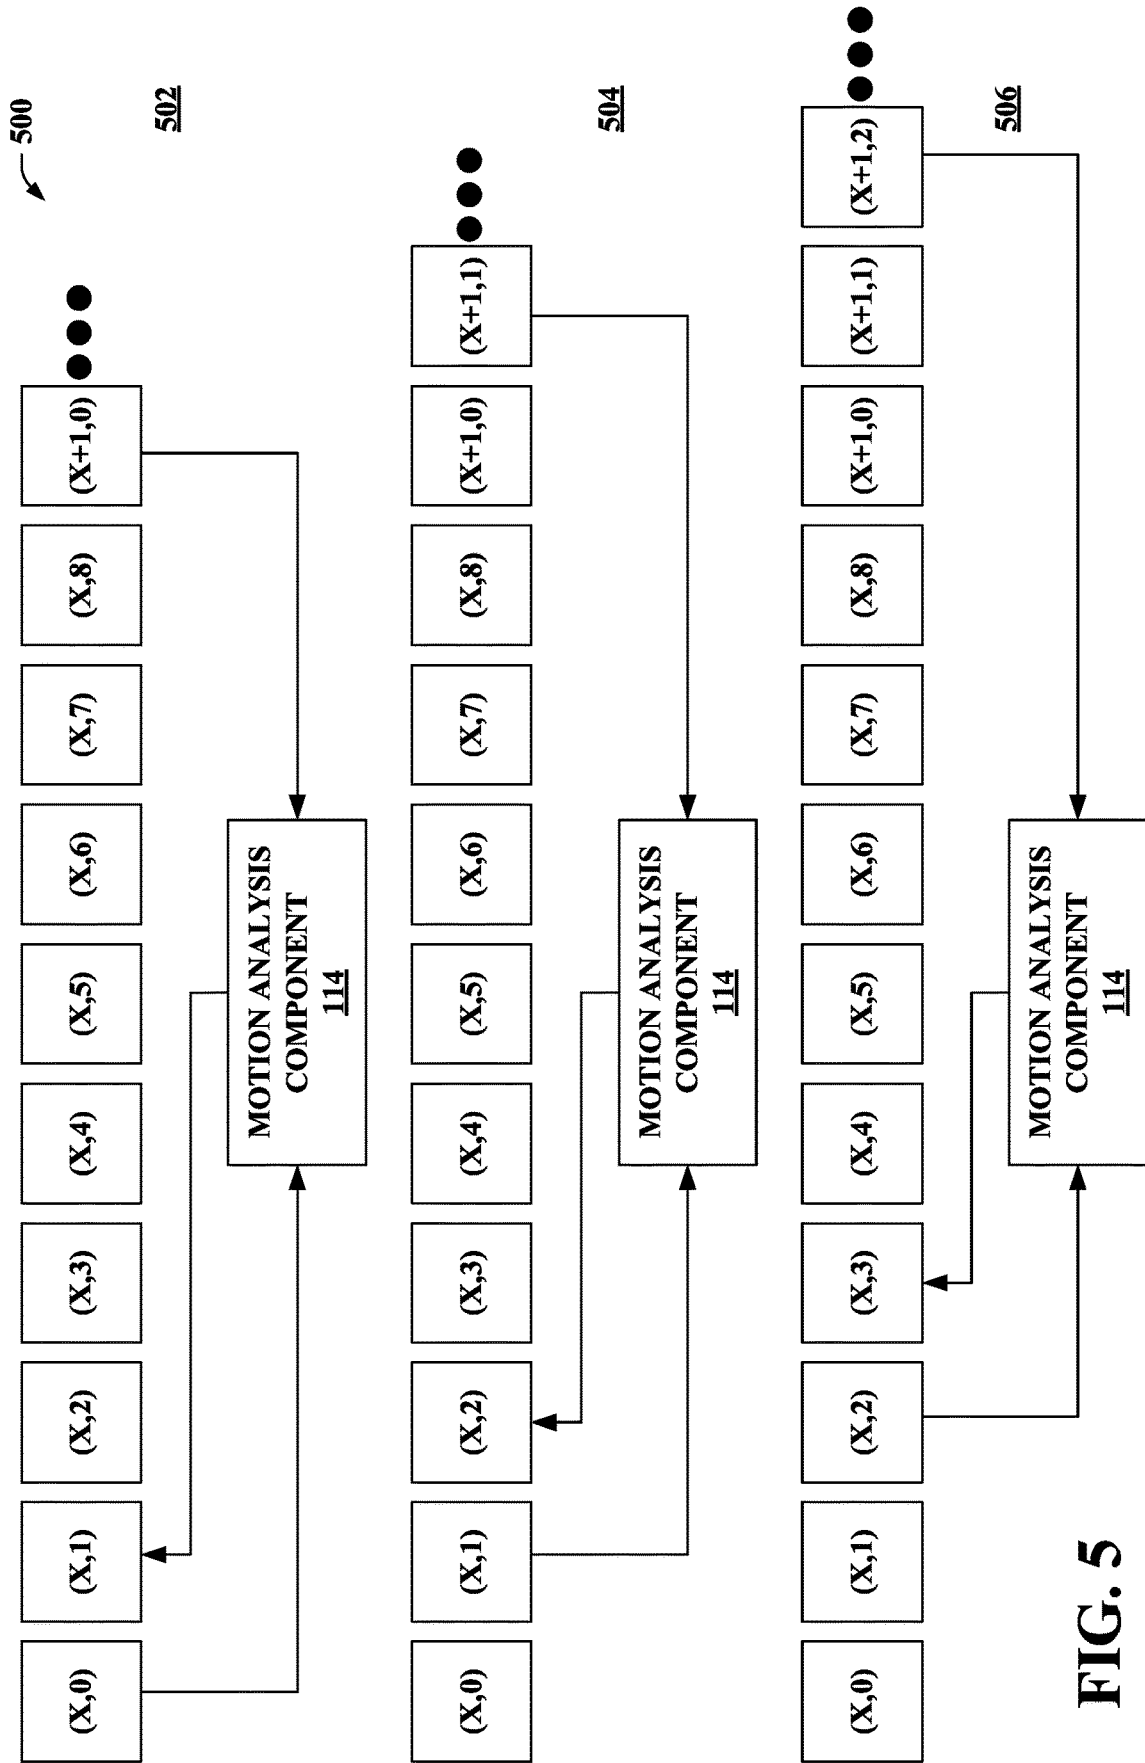 500
(X,0) (X,1) (X,2) (X,3) (X,4) (X,5) (X,6) (X,7) (X,8) (X+1,0)
502
MOTION ANALYSIS
COMPONENT
114
(X,0) (X,1) (X,2) (X,3) (X,4) (X,5) (X,6) (X,7) (X,8) (X+1,0) (X+1,1)
504
MOTION ANALYSIS
COMPONENT
114
(X,0) (X,1) (X,2) (X,3) (X,4) (X,5) (X,6) (X,7) (X,8) (X+1,0) (X+1,1) (X+1,2)
506
MOTION ANALYSIS
COMPONENT
114
FIG. 5